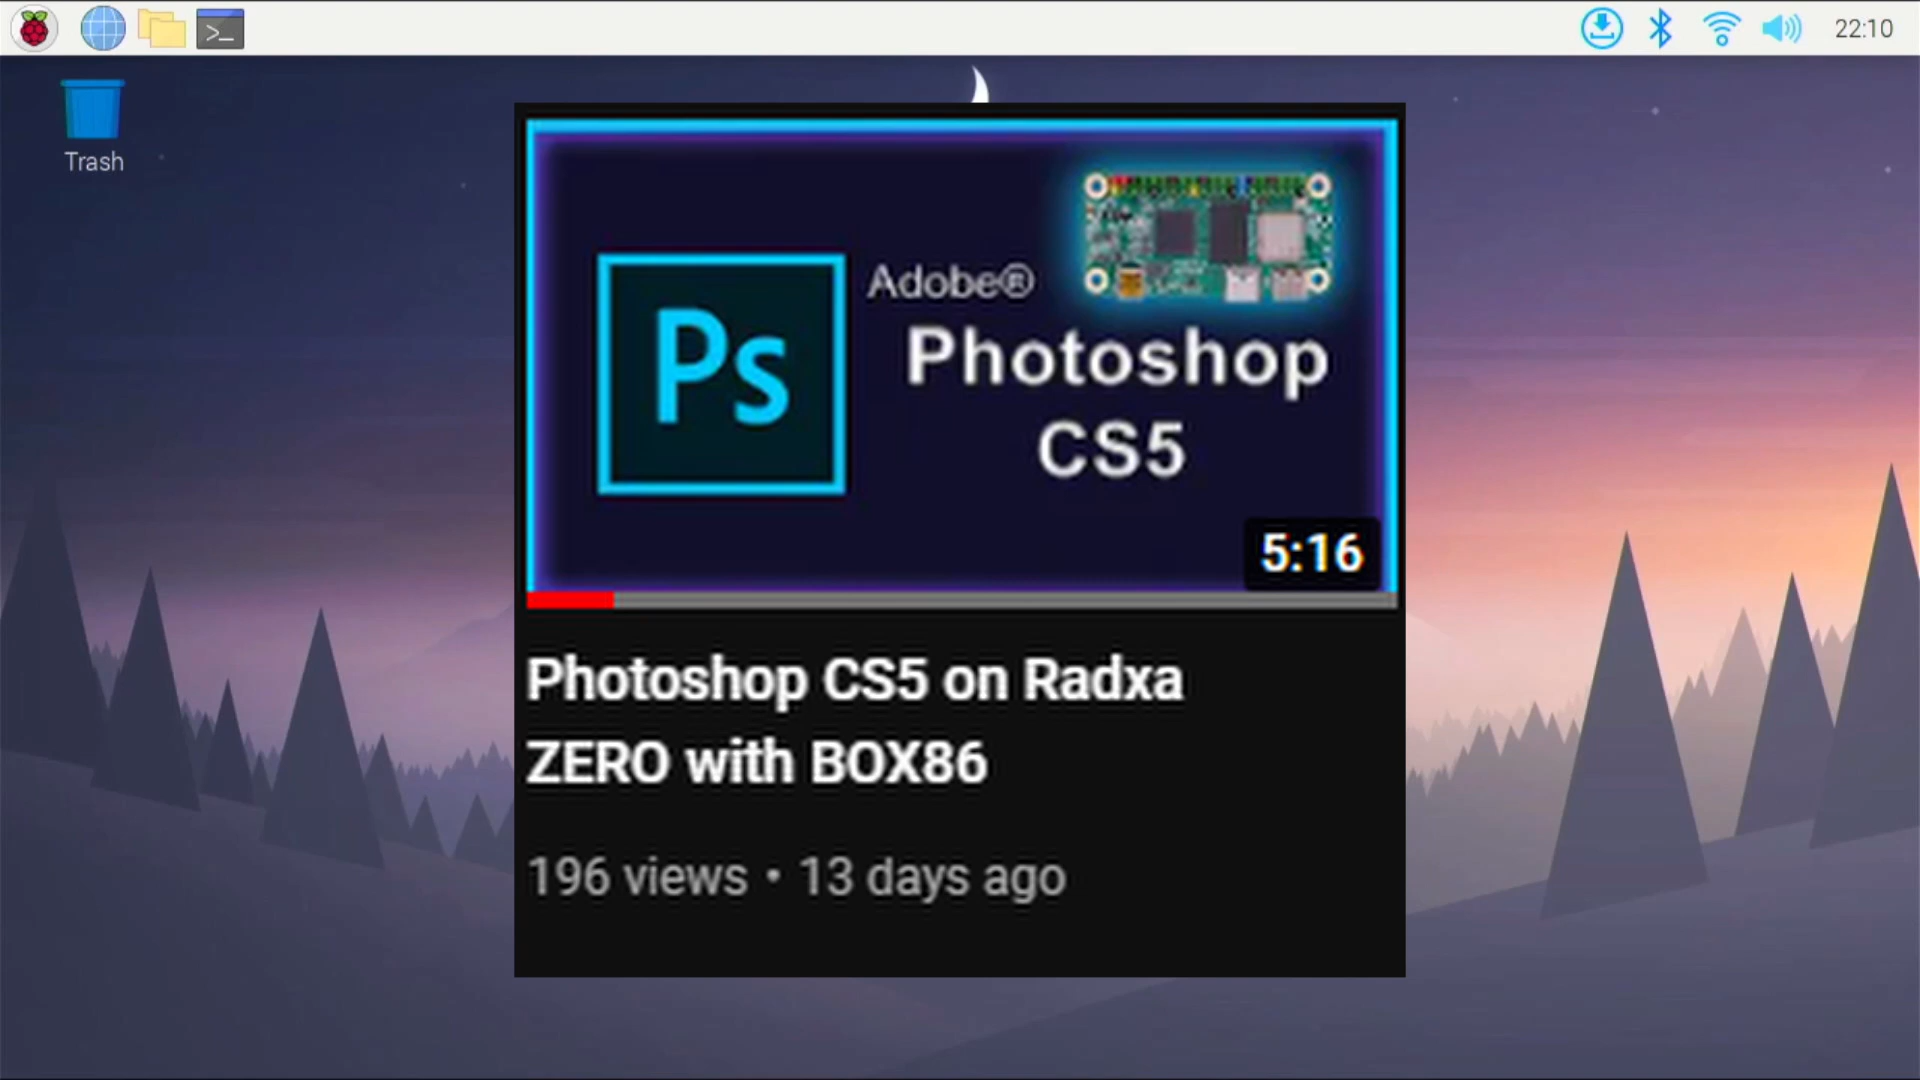 22:10
Trash
Adobe®
Ps
Photoshop
CS5
5:16
Photoshop CS5 on Radxa
ZERO with BOX86
196 views • 13 days ago